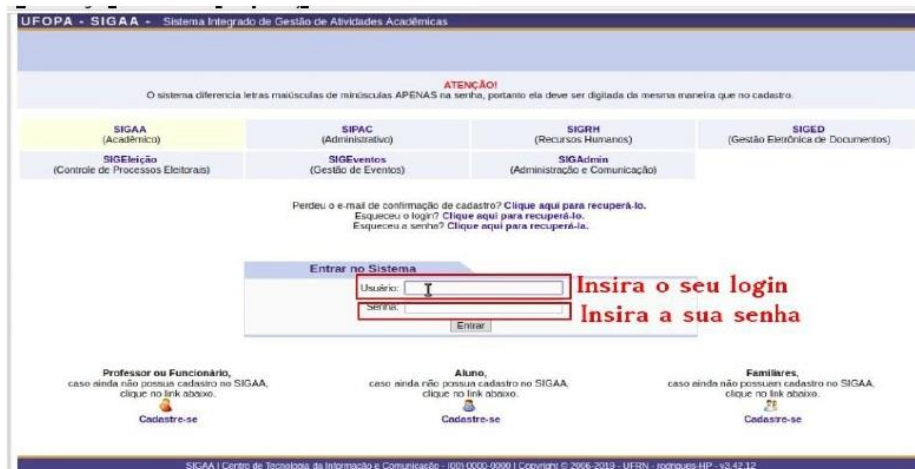 UFOPA - SIGAA - Sistema Integrado de Gestão de Atividades Acadêmicas
ATENÇÃO!
O sistema diferencia letras maiúsculas de minúsculas APENAS na senha, portanto ela deve ser digitada da mesma maneira que no cadastro.
SIGAA SIPAC SIGRH SIGED
(Acadêmico) (Administrativo) (Recursos Humanos) (Gestão Eletrônica de Documentos)
SIGEleição SIGEventos SIGAdmin
(Controle de Processos Eleitorais) (Gestão de Eventos) (Administração e Comunicação)
Perdeu o e-mail de confirmação de cadastro? Clique aqui para recuperá-lo.
Esqueceu o login? Clique aqui para recuperá-lo.
Esqueceu a senha? Clique aqui para recuperá-la.
Entrar no Sistema
Usuário: Insira o seu login
Senha: Insira a sua senha
Entrar
Professor ou Funcionário, Aluno, Familiares,
caso ainda não possua cadastro no SIGAA, caso ainda não possua cadastro no SIGAA, caso ainda não possuam cadastro no SIGAA,
clique no link abaixo. clique no link abaixo. clique no link abaixo.
Cadastre-se Cadastre-se Cadastre-se
SIGAA | Centro de Tecnologia da Informação e Comunicação - (00) 0000-0000 | Copyright © 2006-2019 - UFRN - rodrigues-HP - v3.42.12